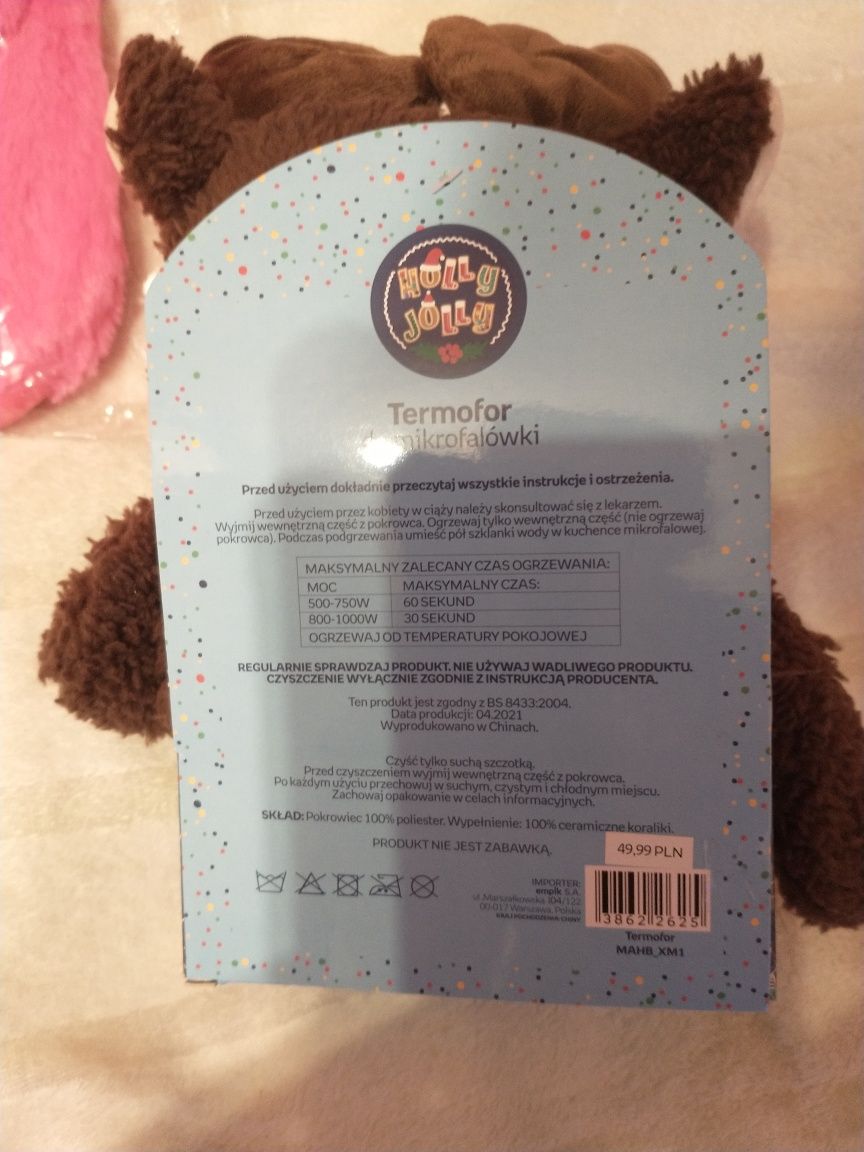 HOLLY
JOLLY
Termofor
mikrofalówki
Przed użyciem dokładnie przeczytaj wszystkie instrukcje i ostrzeżenia.
Przed użyciem przez kobiety w ciąży należy skonsultować się z lekarzem.
Wyjmij wewnętrzną część z pokrowca. Ogrzewaj tylko wewnętrzną część (nie ogrzewaj
pokrowca). Podczas podgrzewania umieść pół szklanki wody w kuchence mikrofalowej.
MAKSYMALNY ZALECANY CZAS OGRZEWANIA:
MOC MAKSYMALNY CZAS:
500-750W 60 SEKUND
800-1000W 30 SEKUND
OGRZEWAJ OD TEMPERATURY POKOJOWEJ
REGULARNIE SPRAWDZAJ PRODUKT. NIE UŻYWAJ WADLIWEGO PRODUKTU.
CZYSZCZENIE WYŁĄCZNIE ZGODNIE Z INSTRUKCJĄ PRODUCENTA.
Ten produkt jest zgodny z BS 8433:2004.
Data produkcji: 04.2021
Wyprodukowano w Chinach.
Czyść tylko suchą szczotką.
Przed czyszczeniem wyjmij wewnętrzną część z pokrowca.
Po każdym użyciu przechowuj w suchym, czystym i chłodnym miejscu.
Zachowaj opakowanie w celach informacyjnych.
SKŁAD: Pokrowiec 100% poliester. Wypełnienie: 100% ceramiczne koraliki.
PRODUKT NIE JEST ZABAWKĄ.
49,99 PLN
IMPORTER:
empik S.A.
ul. Marszałkowska 104/122
00-017 Warszawa, Polska
KRAJ POCHODZENIA: CHINY
38622625
Termofor
MAHB_XM1